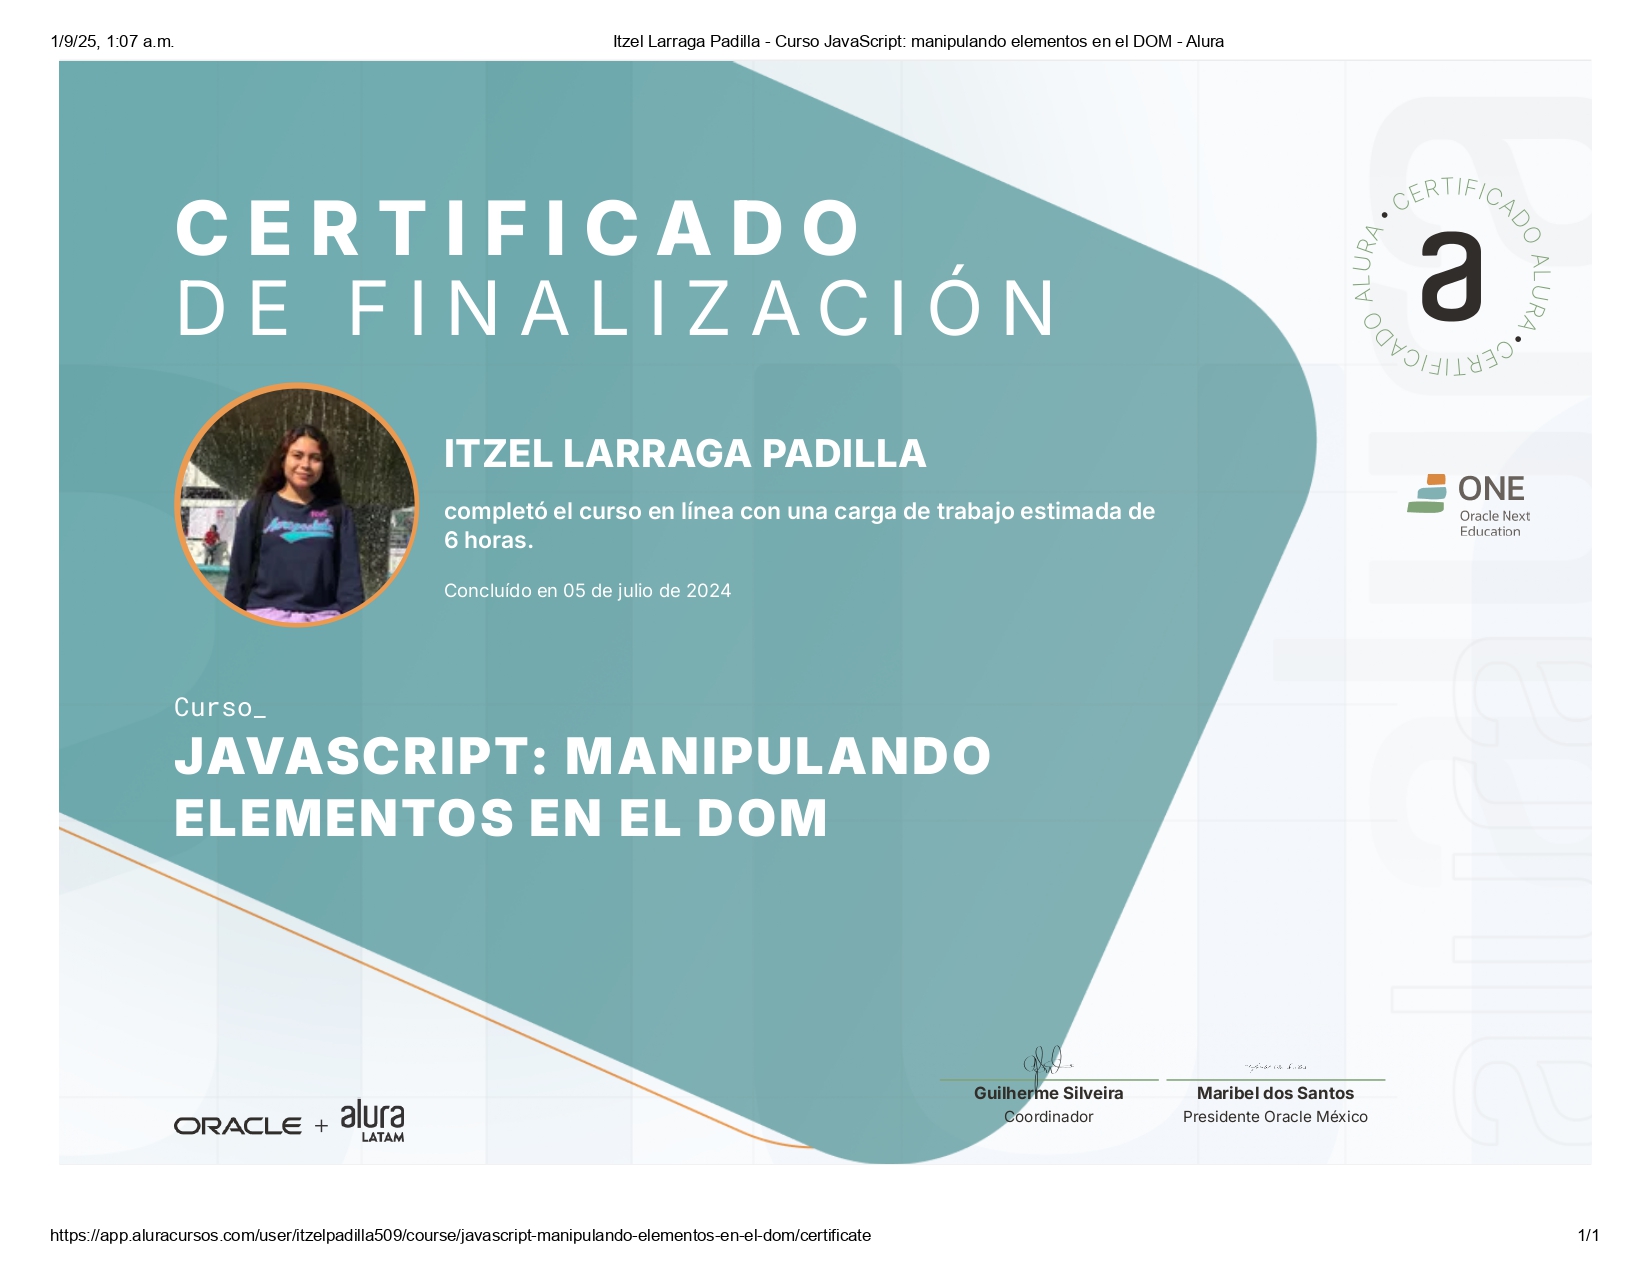 1/9/25, 1:07 a.m.
Itzel Larraga Padilla - Curso JavaScript: manipulando elementos en el DOM - Alura
CERTIFICADO
DE FINALIZACIÓN
• CERTIFICADO ALURA • CERTIFICADO ALURA
a
ITZEL LARRAGA PADILLA
completó el curso en línea con una carga de trabajo estimada de
6 horas.
Concluído en 05 de julio de 2024
ONE
Oracle Next
Education
Curso_
JAVASCRIPT: MANIPULANDO
ELEMENTOS EN EL DOM
alura
Guilherme Silveira
Coordinador
Maribel dos Santos
Presidente Oracle México
ORACLE + alura
LATAM
https://app.aluracursos.com/user/itzelpadilla509/course/javascript-manipulando-elementos-en-el-dom/certificate
1/1